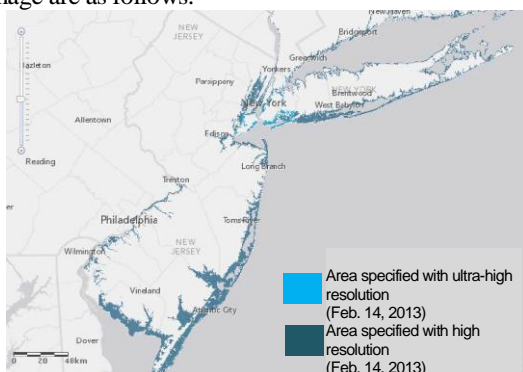 nage are as follows.
New Haven
Bridgeport
NEW
JERSEY
Greenwich
Hazleton
Yonkers
Parsippany
NEW YORK
Brentwood
New York
West Babylon
Allentown
Edison
Reading
Long Branch
Trenton
Philadelphia
Toms River
NEW
JERSEY
Wilmington
Vineland
Atlantic City
Dover
0 20 40km
Area specified with ultra-high
resolution
(Feb. 14, 2013)
Area specified with high
resolution
(Feb. 14, 2013)